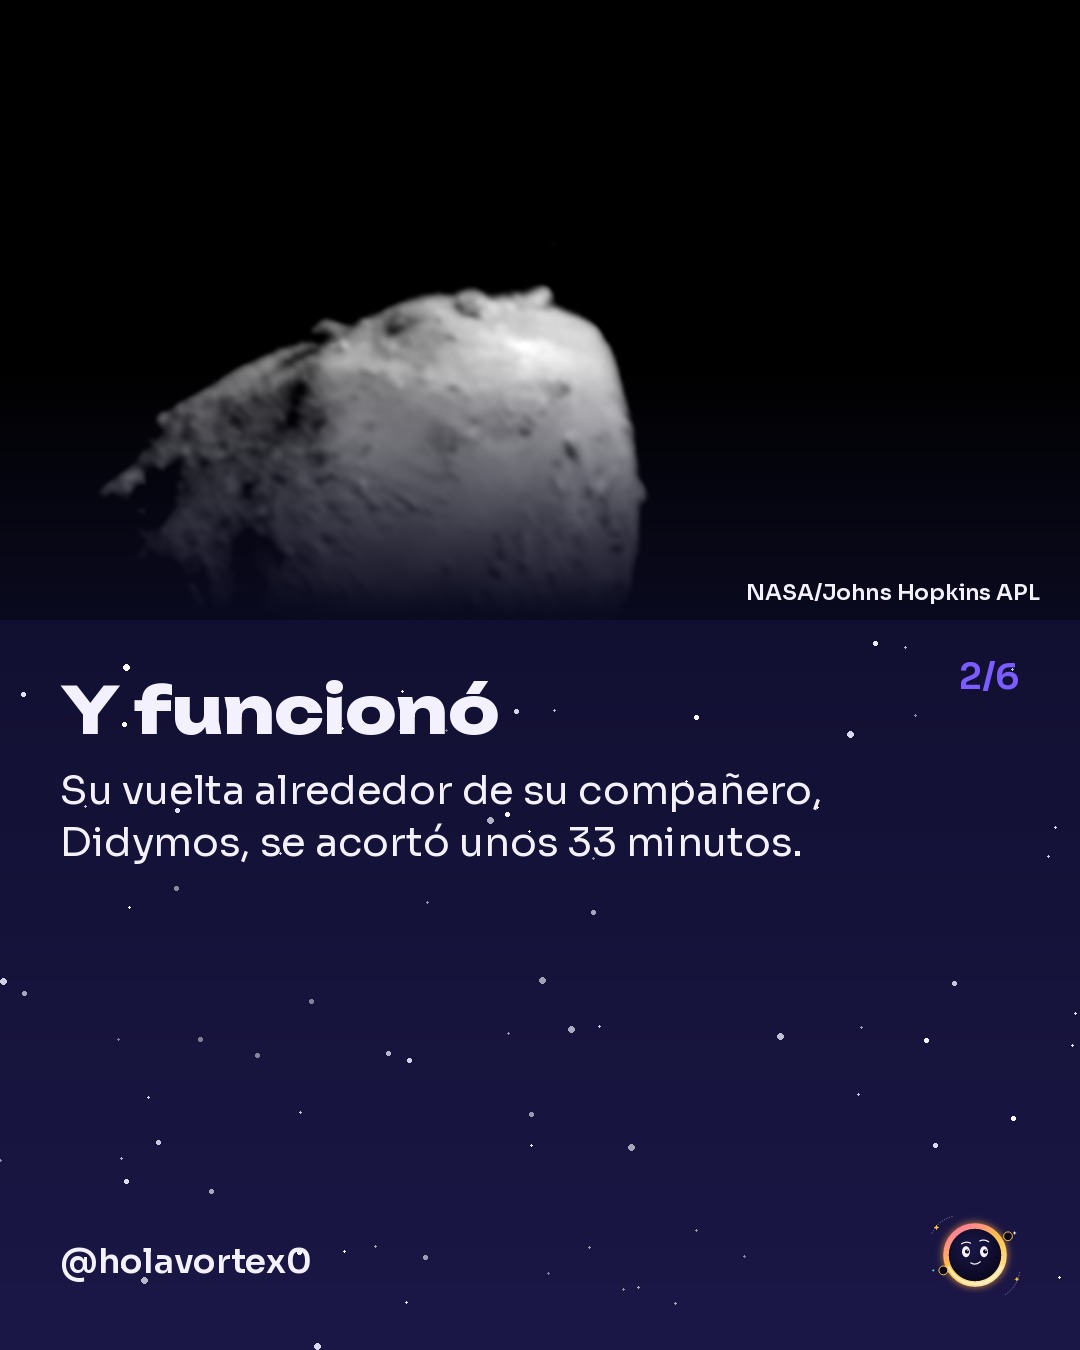 NASA/Johns Hopkins APL
2/6
Y funcionó
Su vuelta alrededor de su compañero,
Didymos, se acortó unos 33 minutos.
@holavortex0